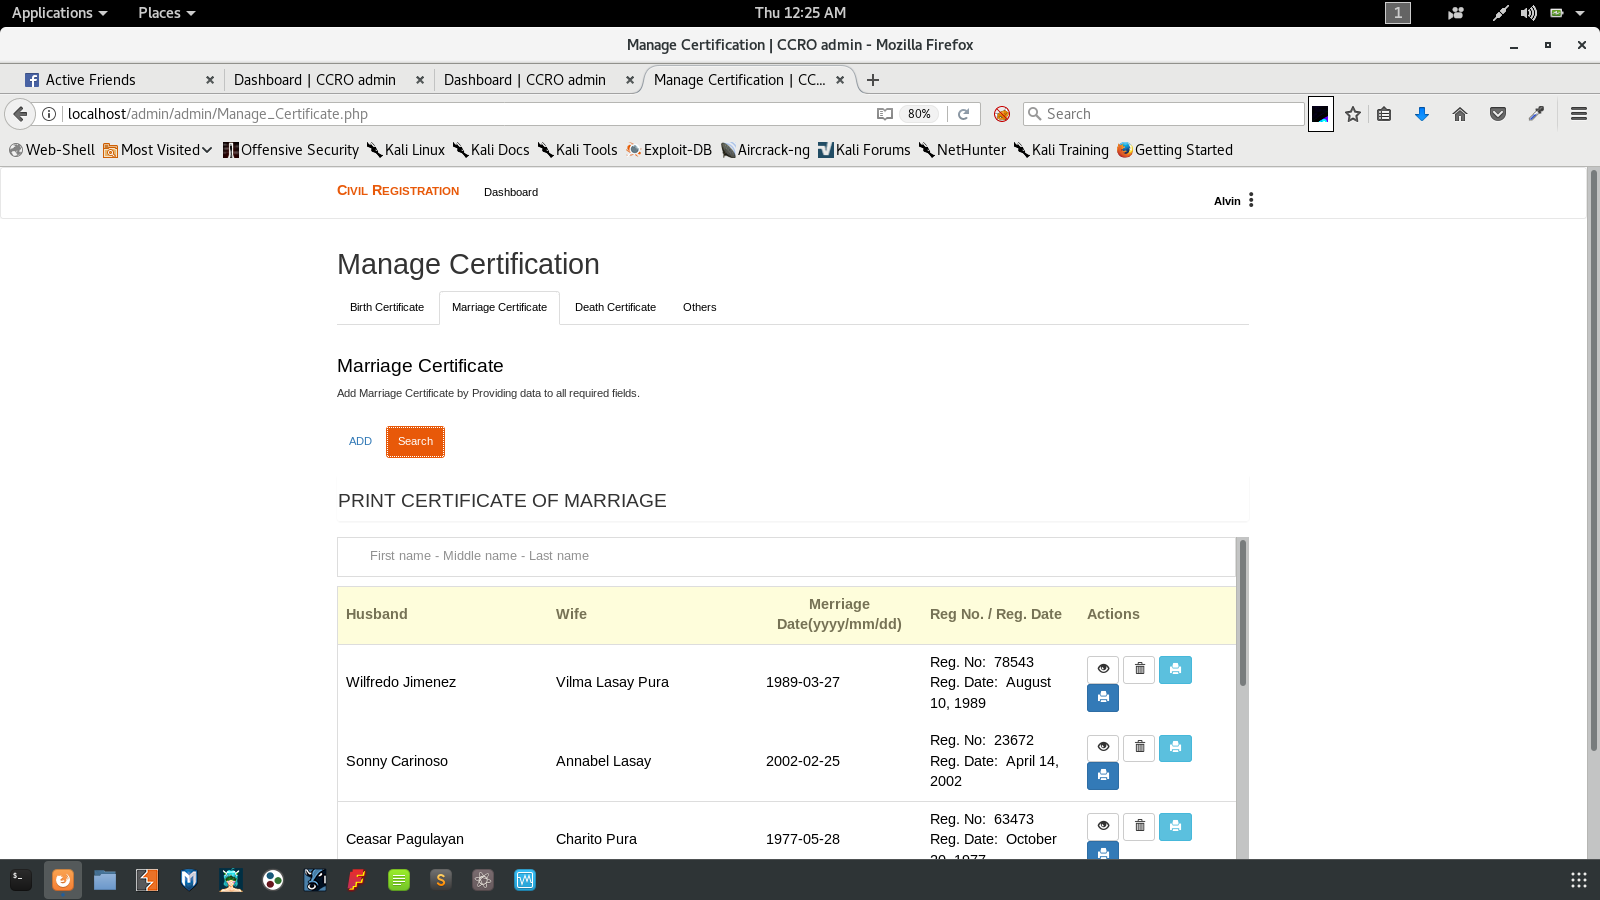 Applications Places Thu 12:25 AM 1
Manage Certification | CCRO admin - Mozilla Firefox
Active Friends Dashboard | CCRO admin Dashboard | CCRO admin Manage Certification | CC...
localhost/admin/admin/Manage_Certificate.php 80% Search
Web-Shell Most Visited Offensive Security Kali Linux Kali Docs Kali Tools Exploit-DB Aircrack-ng Kali Forums NetHunter Kali Training Getting Started
CIVIL REGISTRATION Dashboard Alvin
Manage Certification
Birth Certificate Marriage Certificate Death Certificate Others
Marriage Certificate
Add Marriage Certificate by Providing data to all required fields.
ADD Search
PRINT CERTIFICATE OF MARRIAGE
First name - Middle name - Last name
Husband Wife Merriage Date(yyyy/mm/dd) Reg No. / Reg. Date Actions
Wilfredo Jimenez Vilma Lasay Pura 1989-03-27 Reg. No: 78543
Reg. Date: August
10, 1989
Sonny Carinoso Annabel Lasay 2002-02-25 Reg. No: 23672
Reg. Date: April 14,
2002
Ceasar Pagulayan Charito Pura 1977-05-28 Reg. No: 63473
Reg. Date: October